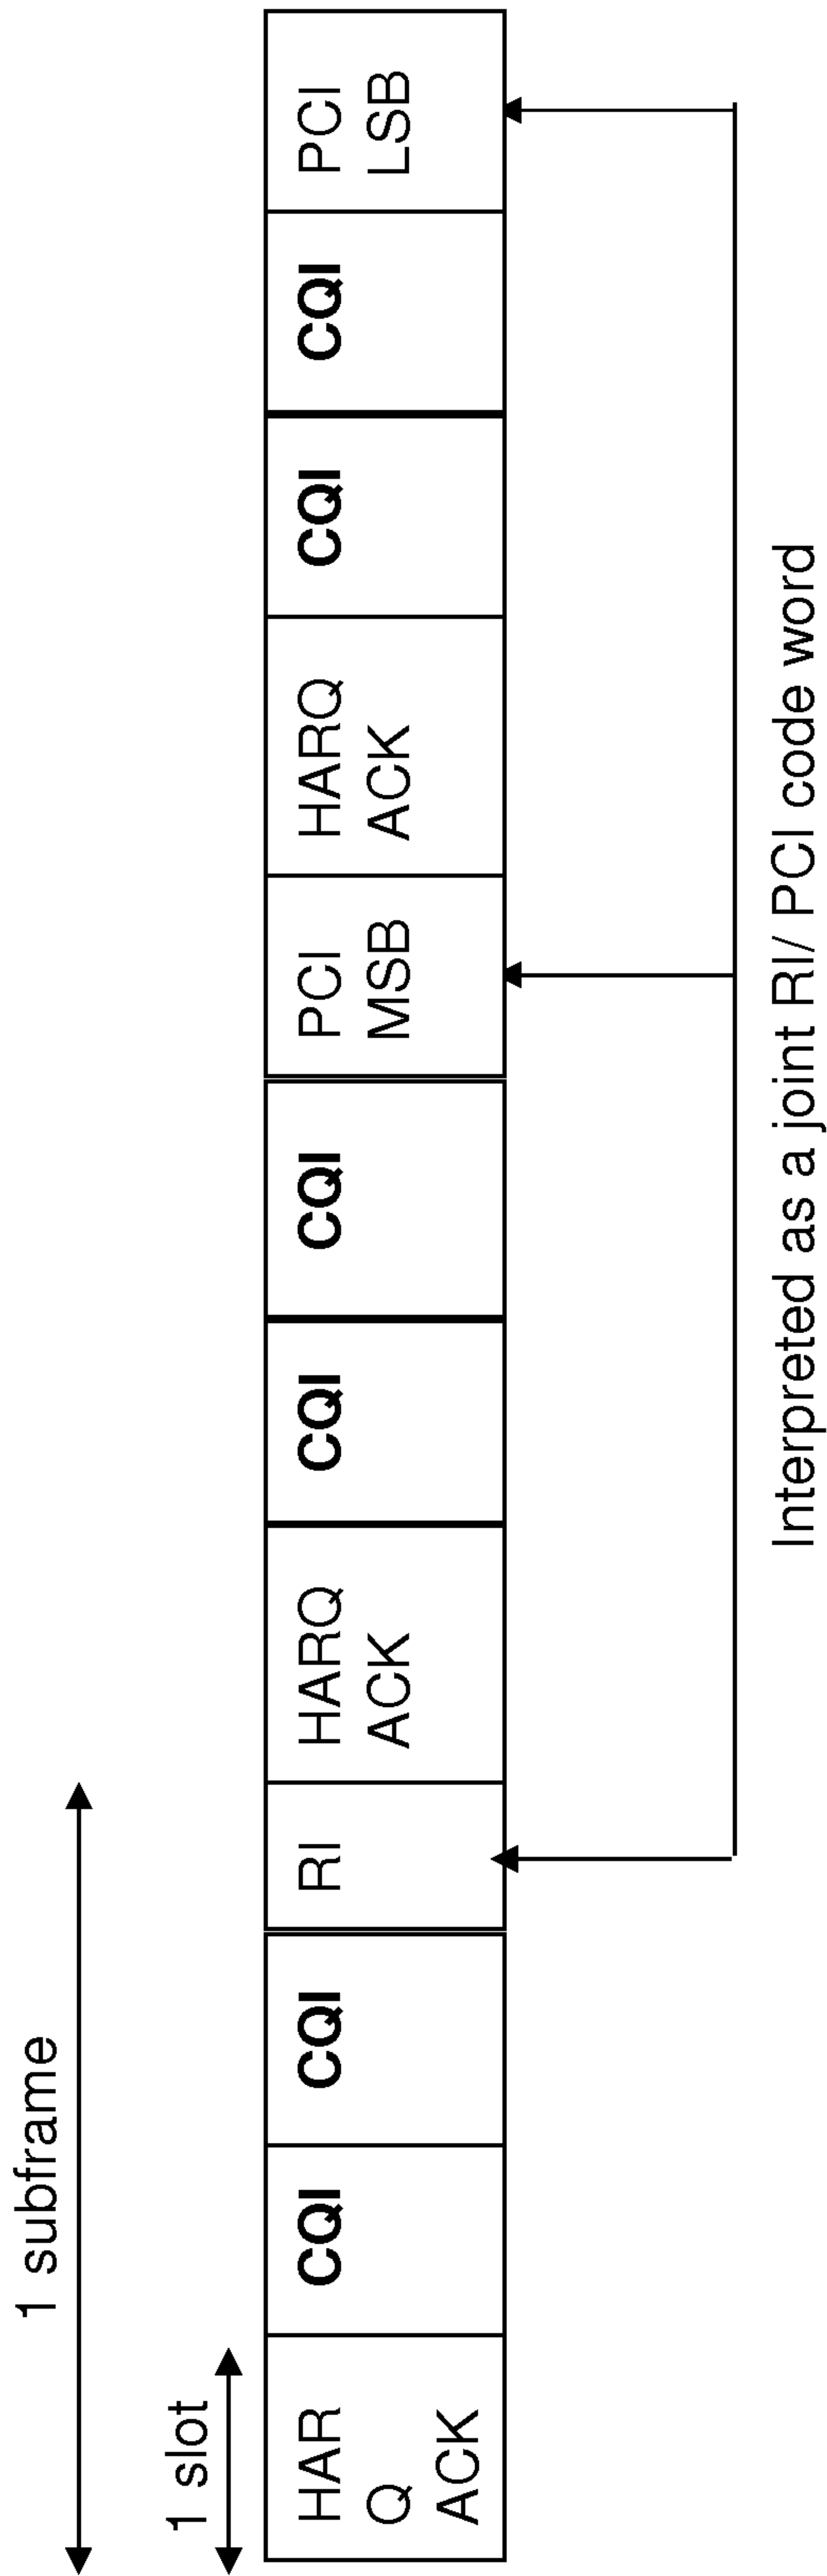 1 subframe
1 slot
HAR
Q
ACK
CQI
CQI
RI
HARQ
ACK
CQI
CQI
PCI
MSB
HARQ
ACK
CQI
CQI
PCI
LSB
Interpreted as a joint RI/ PCI code word